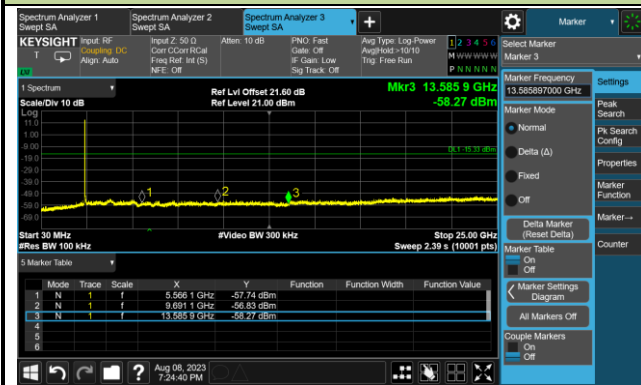 Spectrum Analyzer 1
Swept SA
Spectrum Analyzer 2
Swept SA
Spectrum Analyzer 3
Swept SA
Marker
KEYSIGHT
Input: RF
Coupling: DC
Align: Auto
Input Z: 50 Ω
Corr CCorr RCal
Freq Ref: Int (S)
NFE: Off
Atten: 10 dB
PNO: Fast
Gate: Off
IF Gain: Low
Sig Track: Off
Avg Type: Log-Power
Avg|Hold:>10/10
Trig: Free Run
1 2 3 4 5 6
M W W W W W
P N N N N N
Select Marker
Marker 3
1 Spectrum
Scale/Div 10 dB
Ref Lvl Offset 21.60 dB
Ref Level 21.00 dBm
Mkr3 13.585 9 GHz
-58.27 dBm
Log
11.0
1.00
-9.00
-19.0
-29.0
-39.0
-49.0
-59.0
-69.0
DL1 -15.33 dBm
1
2
3
Start 30 MHz
#Res BW 100 kHz
#Video BW 300 kHz
Stop 25.00 GHz
Sweep 2.39 s (10001 pts)
5 Marker Table
Mode Trace Scale X Y Function Function Width Function Value
1 N 1 f 5.566 1 GHz -57.74 dBm
2 N 1 f 9.691 1 GHz -56.83 dBm
3 N 1 f 13.585 9 GHz -58.27 dBm
4
5
6
Aug 08, 2023
7:24:40 PM
Marker Frequency
13.585897000 GHz
Marker Mode
Normal
Delta (Δ)
Fixed
Off
Delta Marker
(Reset Delta)
Marker Table
On
Off
Marker Settings
Diagram
All Markers Off
Couple Markers
On
Off
Settings
Peak
Search
Pk Search
Config
Properties
Marker
Function
Marker→
Counter